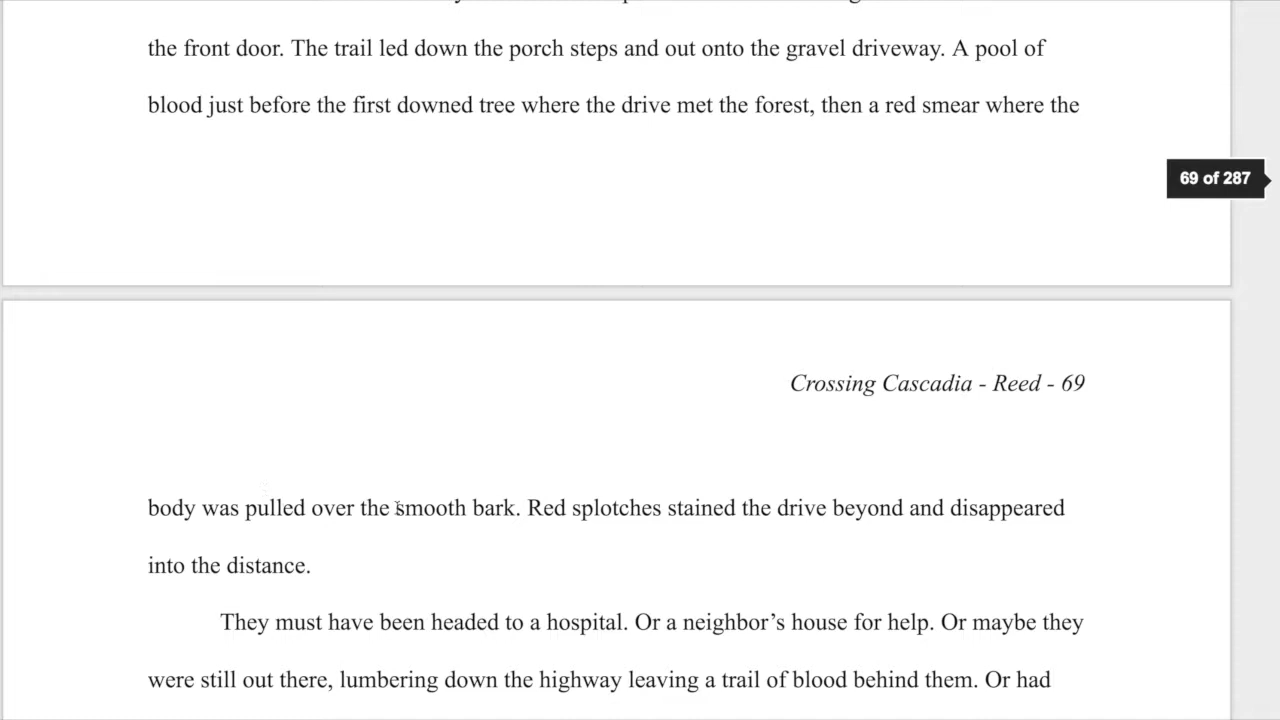 the front door. The trail led down the porch steps and out onto the gravel driveway. A pool of
blood just before the first downed tree where the drive met the forest, then a red smear where the
69 of 287
Crossing Cascadia - Reed - 69
body was pulled over the smooth bark. Red splotches stained the drive beyond and disappeared
into the distance.
They must have been headed to a hospital. Or a neighbor’s house for help. Or maybe they
were still out there, lumbering down the highway leaving a trail of blood behind them. Or had